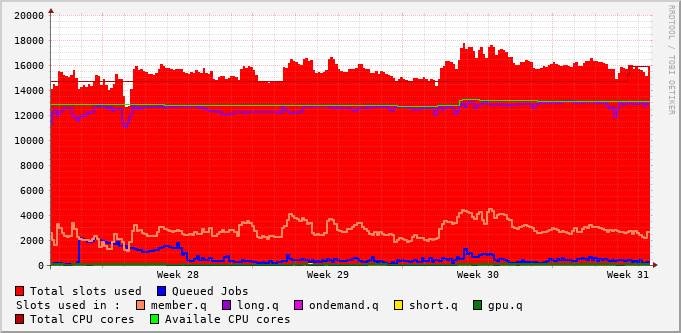 20000
18000
16000
14000
12000
10000
8000
6000
4000
2000
0
Week 28 Week 29 Week 30 Week 31
Total slots used Queued Jobs
Slots used in : member.q long.q ondemand.q short.q gpu.q
Total CPU cores Availale CPU cores
RRDTOOL / TOBI OETIKER